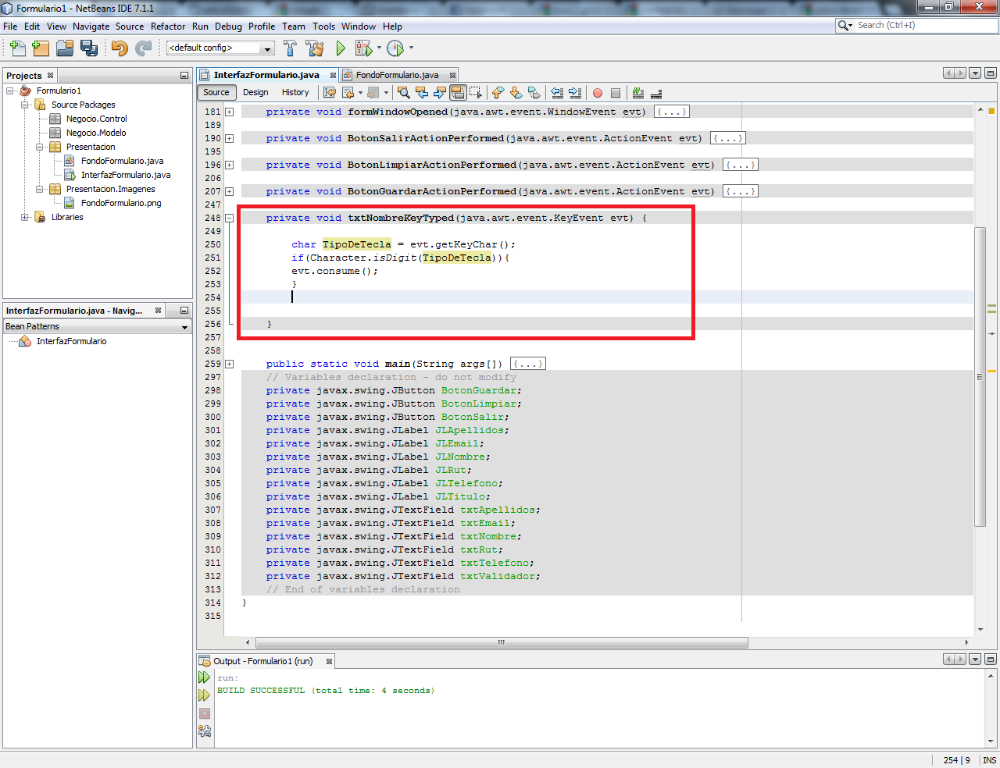 Formulario1 - NetBeans IDE 7.1.1
File Edit View Navigate Source Refactor Run Debug Profile Team Tools Window Help
Search (Ctrl+I)
<default config>
Projects
Formulario1
Source Packages
Negocio.Control
Negocio.Modelo
Presentacion
FondoFormulario.java
InterfazFormulario.java
Presentacion.Imagenes
FondoFormulario.png
Libraries
InterfazFormulario.java - Navig...
Bean Patterns
InterfazFormulario
InterfazFormulario.java FondoFormulario.java
Source Design History
181 private void formWindowOpened(java.awt.event.WindowEvent evt) {...}
189
190 private void BotonSalirActionPerformed(java.awt.event.ActionEvent evt) {...}
195
196 private void BotonLimpiarActionPerformed(java.awt.event.ActionEvent evt) {...}
206
207 private void BotonGuardarActionPerformed(java.awt.event.ActionEvent evt) {...}
247
248 private void txtNombreKeyTyped(java.awt.event.KeyEvent evt) {
249
250 char TipoDeTecla = evt.getKeyChar();
251 if(Character.isDigit(TipoDeTecla)){
252 evt.consume();
253 }
254
255
256 }
257
258
259 public static void main(String args[]) {...}
297 // Variables declaration - do not modify
298 private javax.swing.JButton BotonGuardar;
299 private javax.swing.JButton BotonLimpiar;
300 private javax.swing.JButton BotonSalir;
301 private javax.swing.JLabel JLApellidos;
302 private javax.swing.JLabel JLEmail;
303 private javax.swing.JLabel JLNombre;
304 private javax.swing.JLabel JLRut;
305 private javax.swing.JLabel JLTelefono;
306 private javax.swing.JLabel JLTitulo;
307 private javax.swing.JTextField txtApellidos;
308 private javax.swing.JTextField txtEmail;
309 private javax.swing.JTextField txtNombre;
310 private javax.swing.JTextField txtRut;
311 private javax.swing.JTextField txtTelefono;
312 private javax.swing.JTextField txtValidador;
313 // End of variables declaration
314 }
315
Output - Formulario1 (run)
run:
BUILD SUCCESSFUL (total time: 4 seconds)
254 | 9 INS